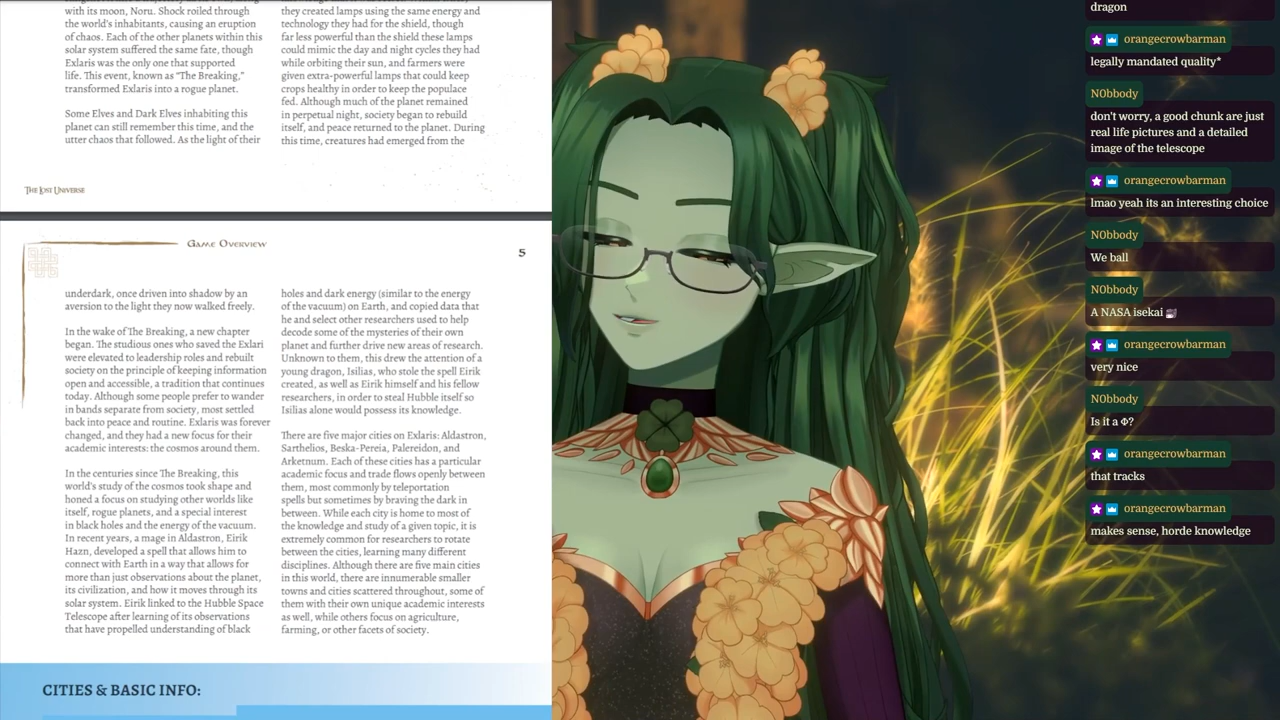 with its moon, Noru. Shock roiled through
the world's inhabitants, causing an eruption
of chaos. Each of the other planets within this
solar system suffered the same fate, though
Exlaris was the only one that supported
life. This event, known as “The Breaking,”
transformed Exlaris into a rogue planet.
Some Elves and Dark Elves inhabiting this
planet can still remember this time, and the
utter chaos that followed. As the light of their
they created lamps using the same energy and
technology they had for the shield, though
far less powerful than the shield these lamps
could mimic the day and night cycles they had
while orbiting their sun, and farmers were
given extra-powerful lamps that could keep
crops healthy in order to keep the populace
fed. Although much of the planet remained
in perpetual night, society began to rebuild
itself, and peace returned to the planet. During
this time, creatures had emerged from the
The Lost Universe
Game Overview
5
underdark, once driven into shadow by an
aversion to the light they now walked freely.
In the wake of The Breaking, a new chapter
began. The studious ones who saved the Exlari
were elevated to leadership roles and rebuilt
society on the principle of keeping information
open and accessible, a tradition that continues
today. Although some people prefer to wander
in bands separate from society, most settled
back into peace and routine. Exlaris was forever
changed, and they had a new focus for their
academic interests: the cosmos around them.
In the centuries since The Breaking, this
world's study of the cosmos took shape and
honed a focus on studying other worlds like
itself, rogue planets, and a special interest
in black holes and the energy of the vacuum.
In recent years, a mage in Aldastron, Eirik
Hazn, developed a spell that allows him to
connect with Earth in a way that allows for
more than just observations about the planet,
its civilization, and how it moves through its
solar system. Eirik linked to the Hubble Space
Telescope after learning of its observations
that have propelled understanding of black
holes and dark energy (similar to the energy
of the vacuum) on Earth, and copied data that
he and select other researchers used to help
decode some of the mysteries of their own
planet and further drive new areas of research.
Unknown to them, this drew the attention of a
young dragon, Isilias, who stole the spell Eirik
created, as well as Eirik himself and his fellow
researchers, in order to steal Hubble itself so
Isilias alone would possess its knowledge.
There are five major cities on Exlaris: Aldastron,
Sarthelios, Beska-Pereia, Palereidon, and
Arketnum. Each of these cities has a particular
academic focus and trade flows openly between
them, most commonly by teleportation
spells but sometimes by braving the dark in
between. While each city is home to most of
the knowledge and study of a given topic, it is
extremely common for researchers to rotate
between the cities, learning many different
disciplines. Although there are five main cities
in this world, there are innumerable smaller
towns and cities scattered throughout, some of
them with their own unique academic interests
as well, while others focus on agriculture,
farming, or other facets of society.
CITIES & BASIC INFO:
dragon
orangecrowbarman
legally mandated quality*
N0bbody
don't worry, a good chunk are just
real life pictures and a detailed
image of the telescope
orangecrowbarman
lmao yeah its an interesting choice
N0bbody
We ball
N0bbody
A NASA isekai
orangecrowbarman
very nice
N0bbody
Is it a Φ?
orangecrowbarman
that tracks
orangecrowbarman
makes sense, horde knowledge